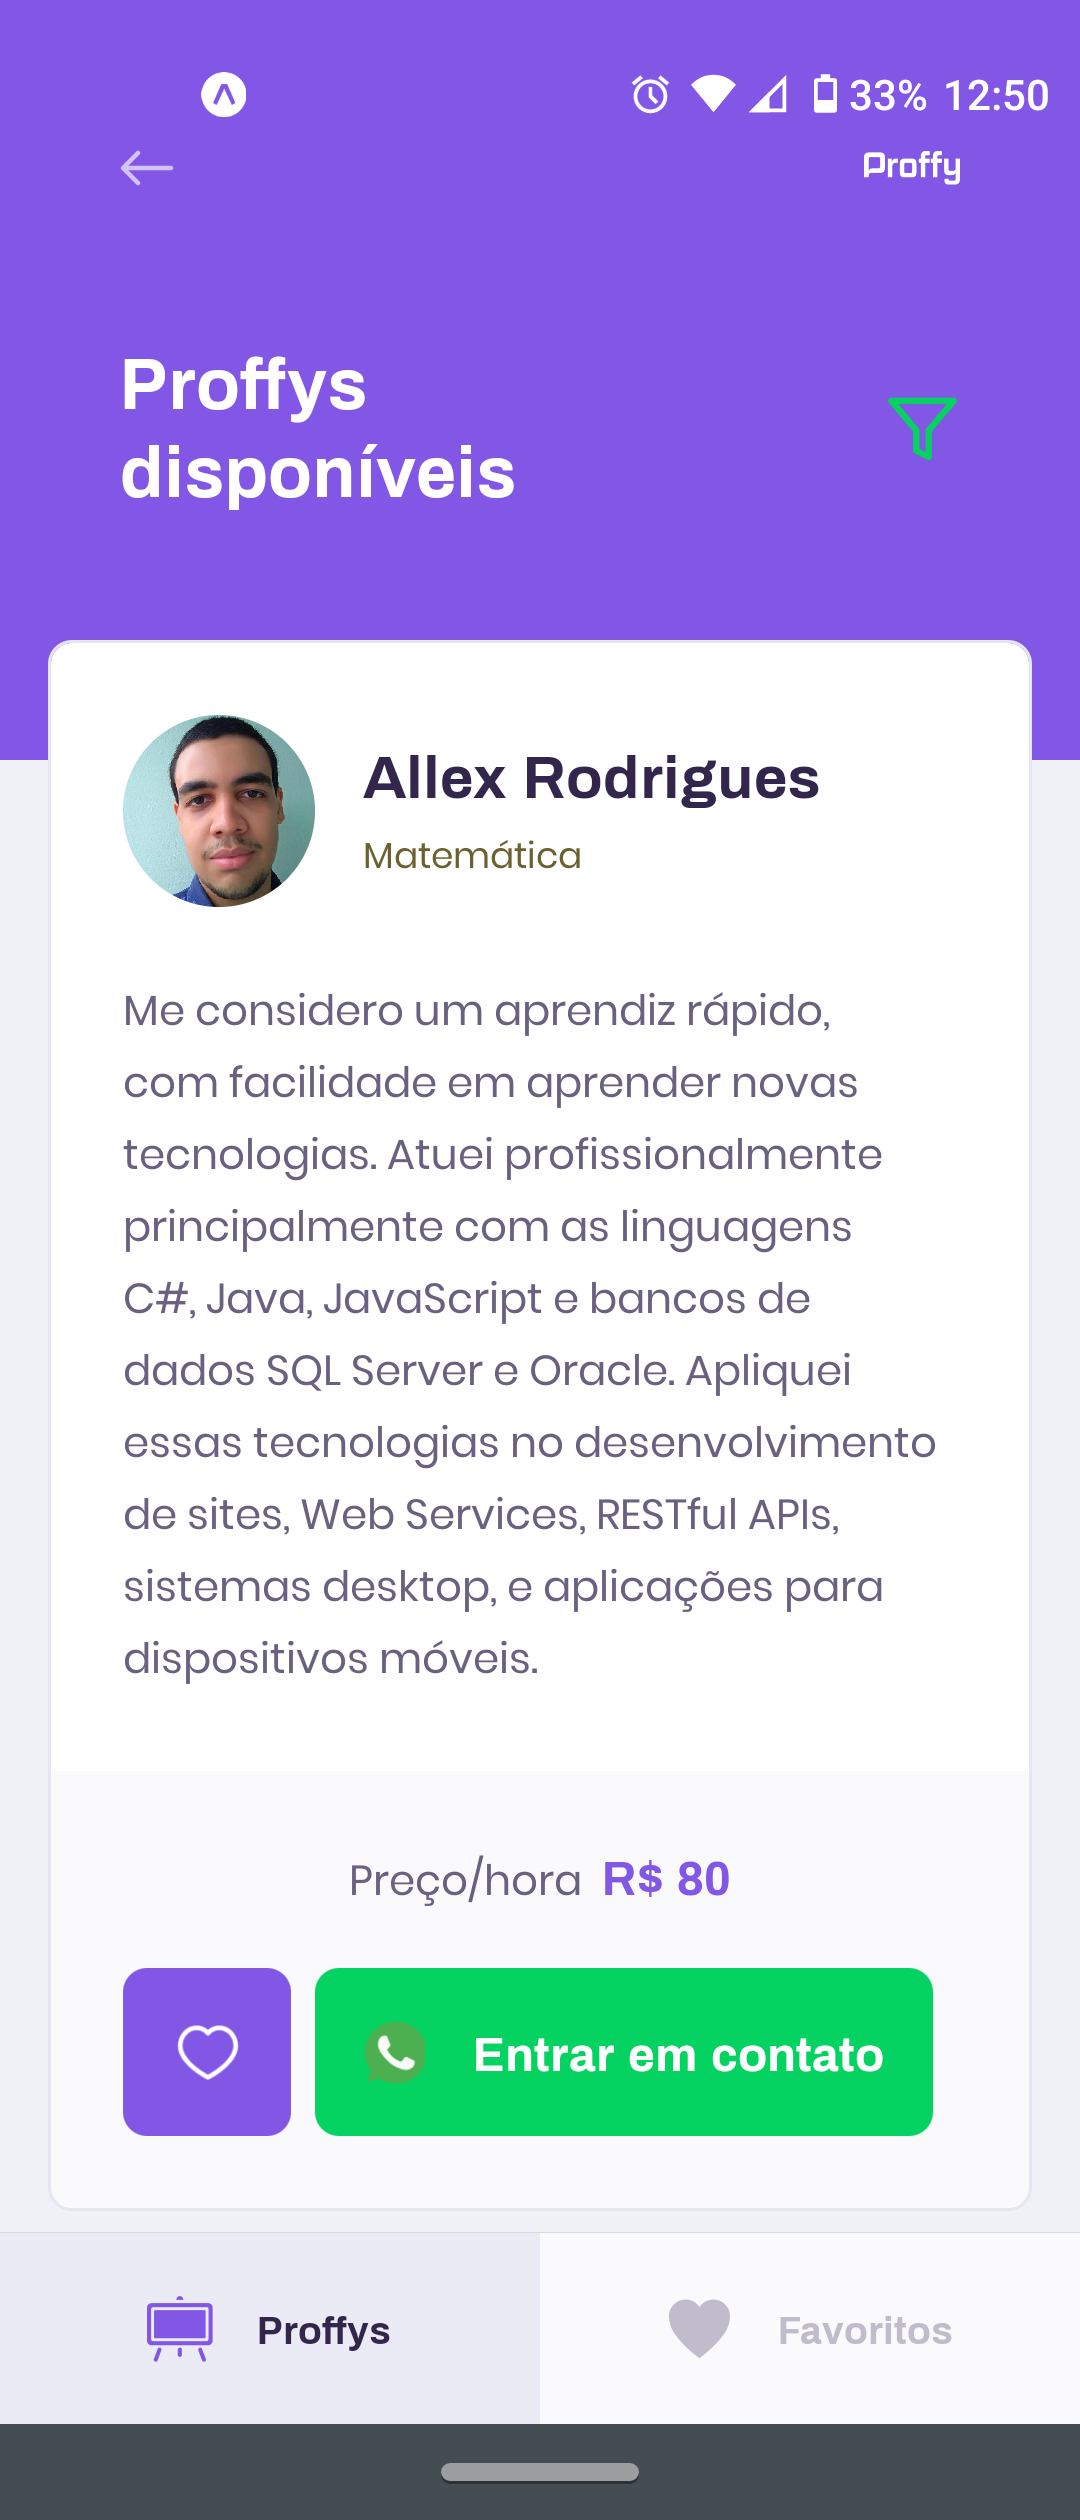 33% 12:50
Proffy
Proffys
disponíveis
Allex Rodrigues
Matemática
Me considero um aprendiz rápido,
com facilidade em aprender novas
tecnologias. Atuei profissionalmente
principalmente com as linguagens
C#, Java, JavaScript e bancos de
dados SQL Server e Oracle. Apliquei
essas tecnologias no desenvolvimento
de sites, Web Services, RESTful APIs,
sistemas desktop, e aplicações para
dispositivos móveis.
Preço/hora R$ 80
Entrar em contato
Proffys
Favoritos